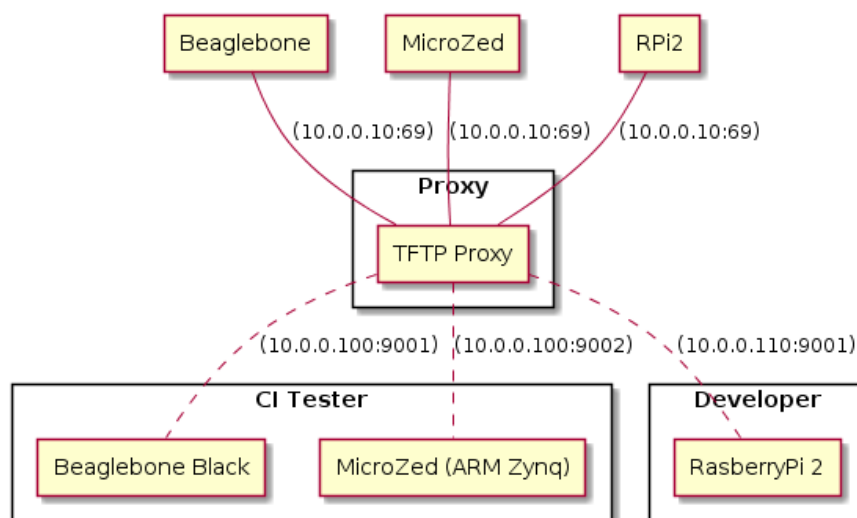 Beaglebone
MicroZed
RPi2
(10.0.0.10:69)
(10.0.0.10:69)
(10.0.0.10:69)
Proxy
TFTP Proxy
(10.0.0.100:9001)
(10.0.0.100:9002)
(10.0.0.110:9001)
CI Tester
Developer
Beaglebone Black
MicroZed (ARM Zynq)
RasberryPi 2